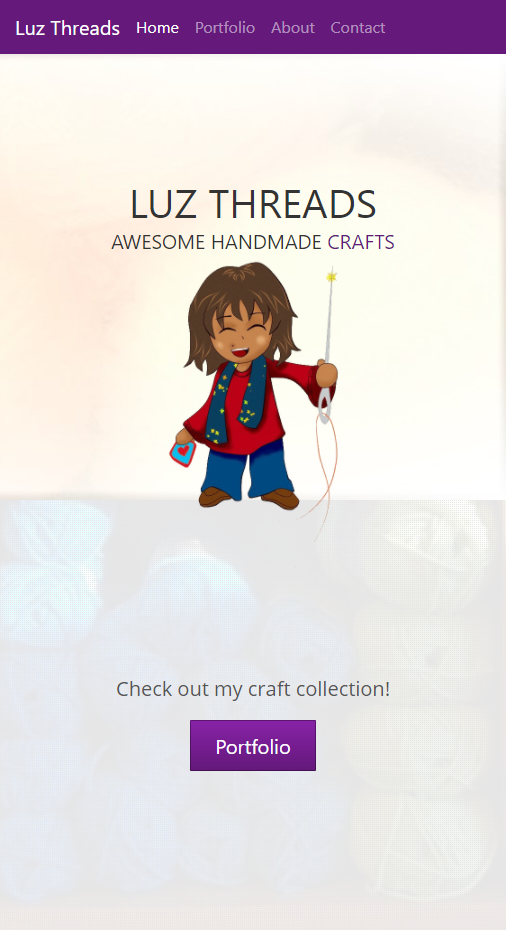 Luz Threads Home Portfolio About Contact
LUZ THREADS
AWESOME HANDMADE CRAFTS
Check out my craft collection!
Portfolio